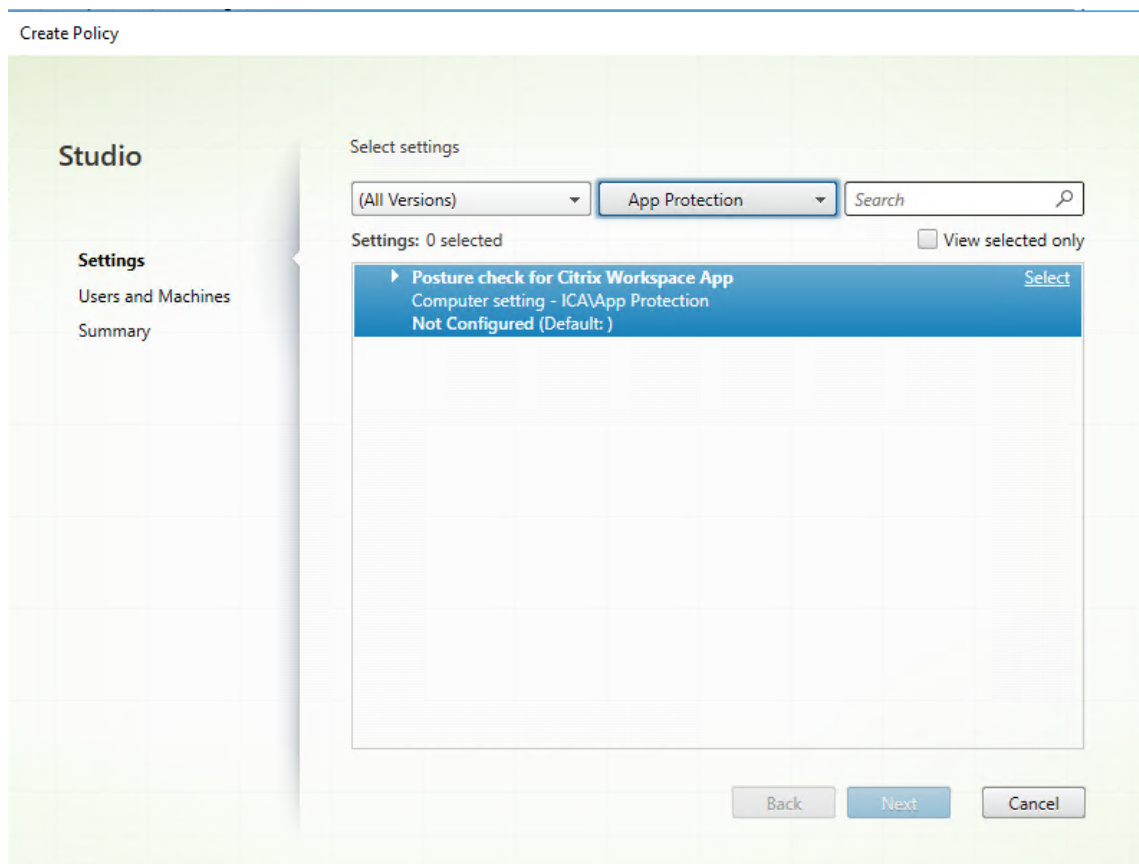 Create Policy
Studio
Settings
Users and Machines
Summary
Select settings
(All Versions)
App Protection
Search
Settings: 0 selected
View selected only
Posture check for Citrix Workspace App
Select
Computer setting - ICA\App Protection
Not Configured (Default: )
Back
Next
Cancel